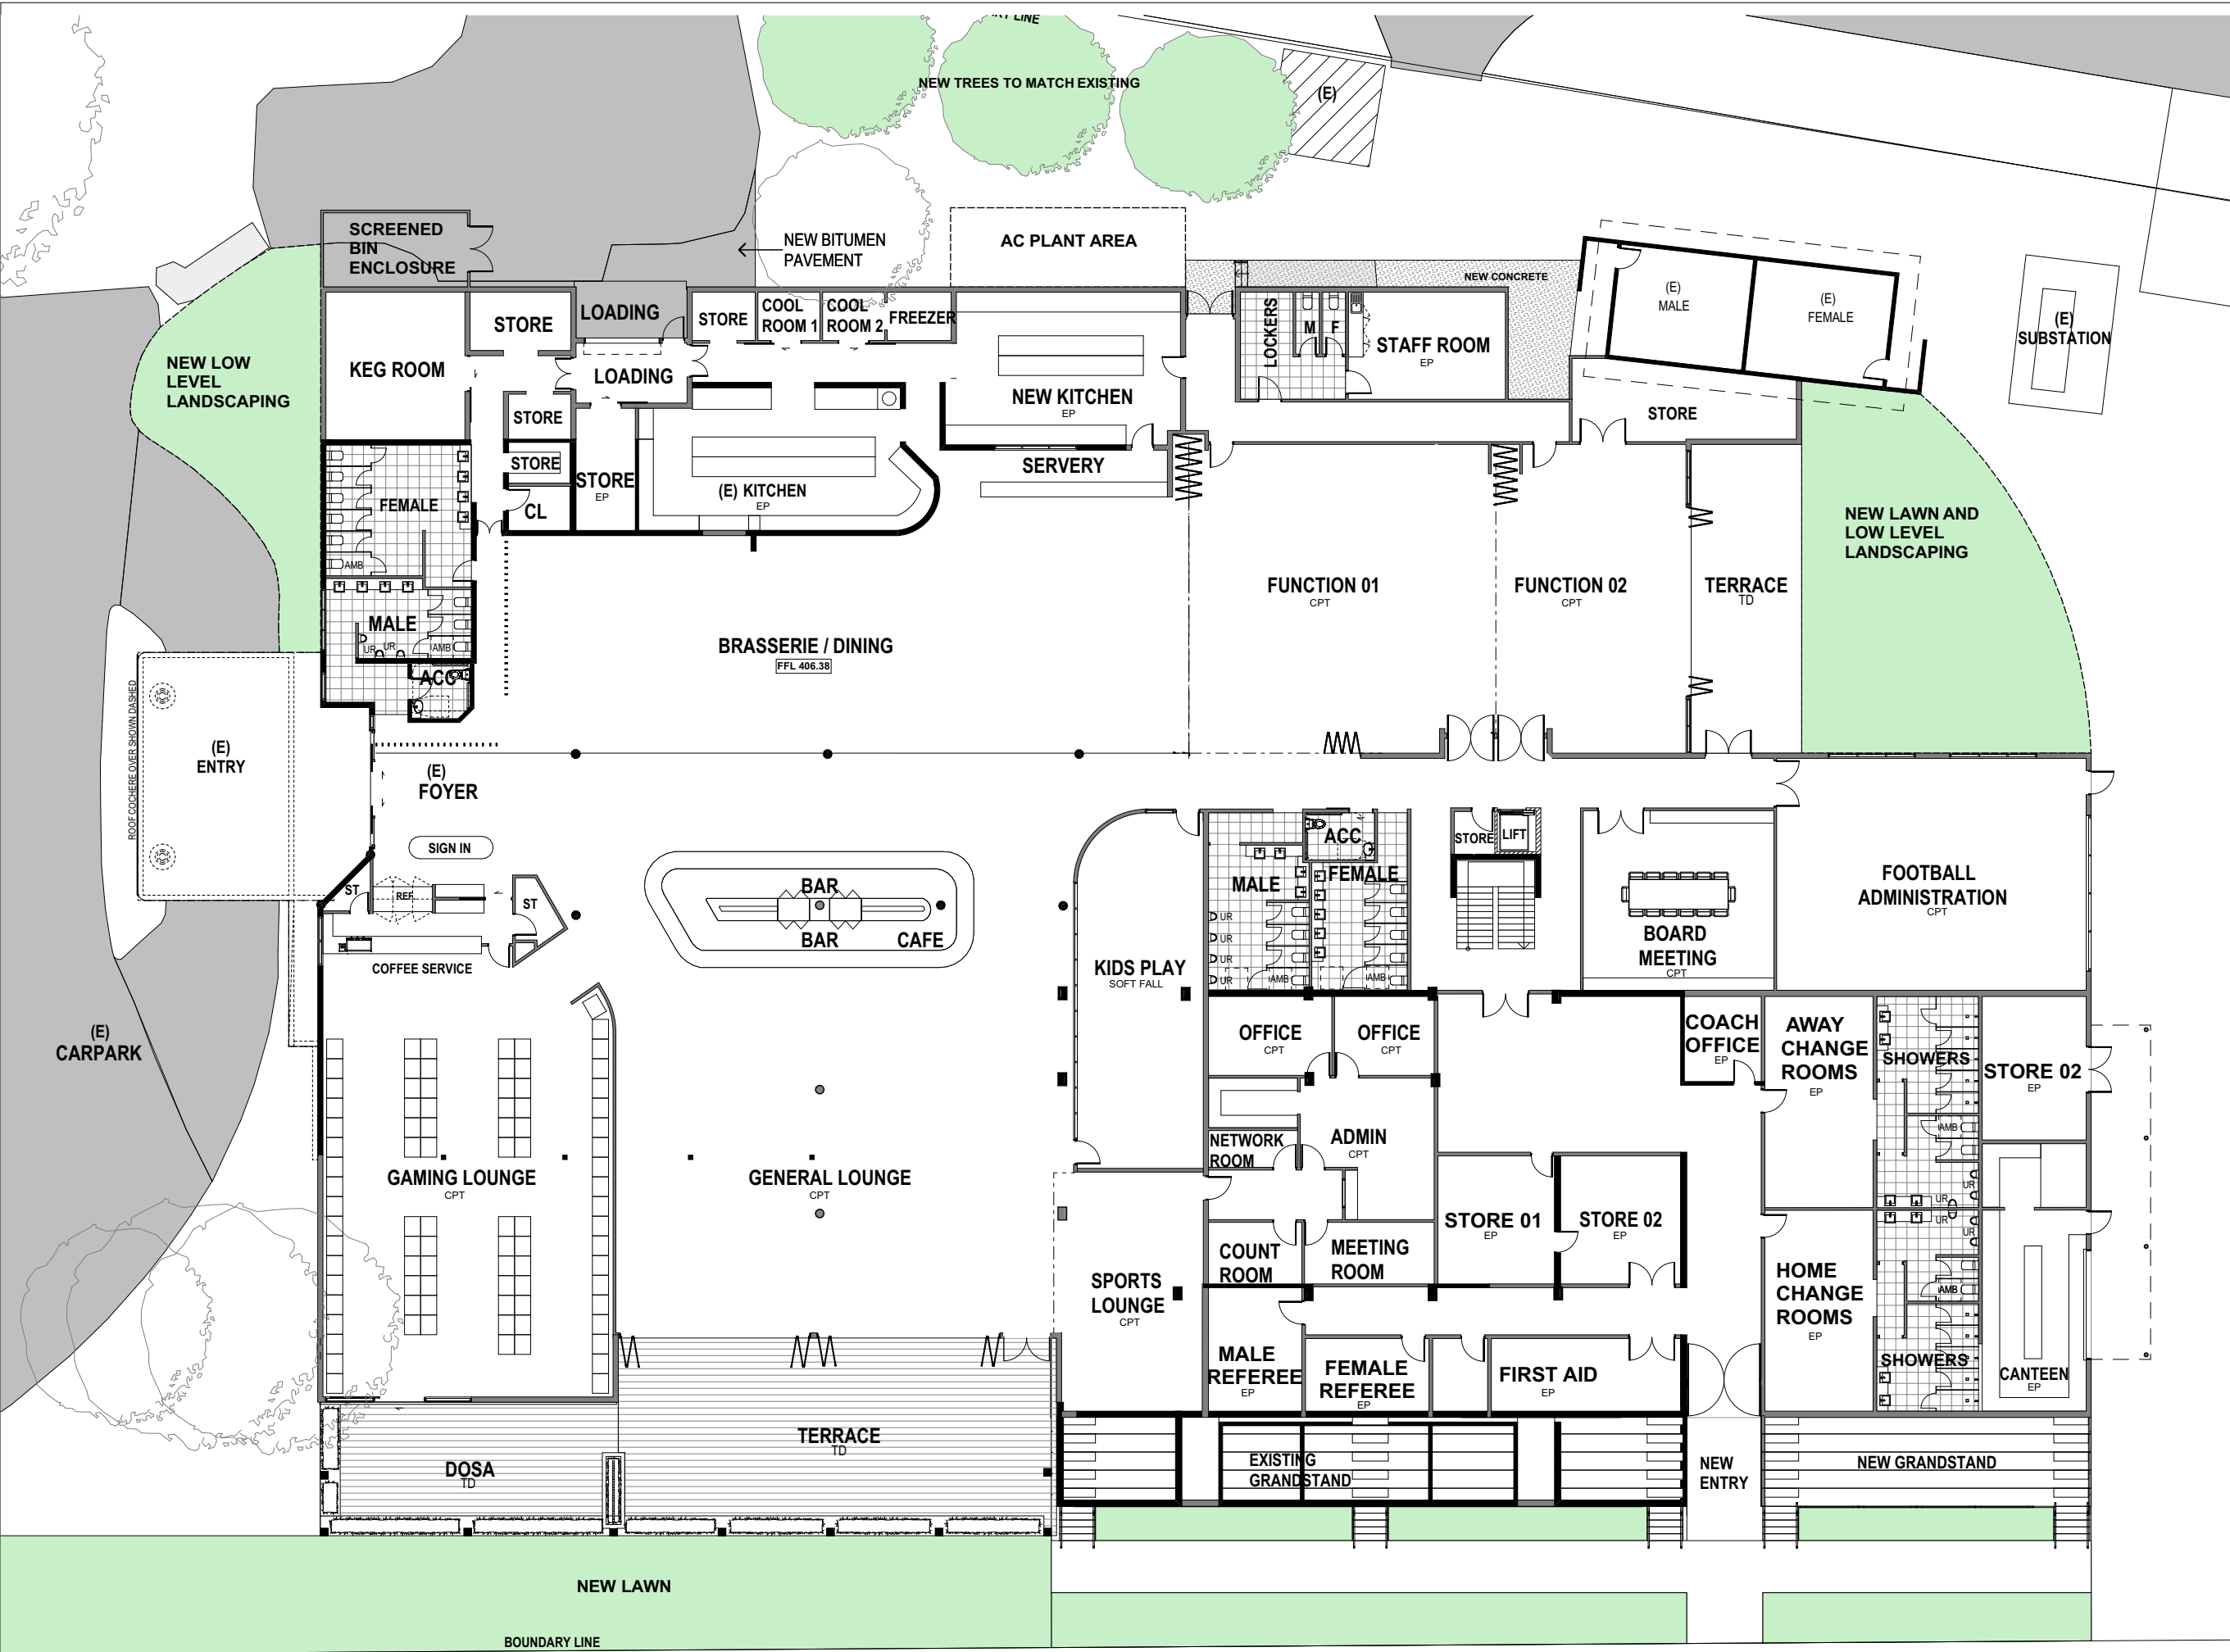 NEW TREES TO MATCH EXISTING
(E)
SCREENED
BIN
ENCLOSURE
NEW BITUMEN
PAVEMENT
AC PLANT AREA
NEW CONCRETE
(E)
MALE
(E)
FEMALE
(E)
SUBSTATION
NEW LOW
LEVEL
LANDSCAPING
KEG ROOM
STORE
LOADING
LOADING
STORE
COOL
ROOM 1
COOL
ROOM 2
FREEZER
NEW KITCHEN
EP
LOCKERS
M
F
STAFF ROOM
EP
STORE
STORE
STORE
CL
STORE
EP
(E) KITCHEN
EP
SERVERY
FEMALE
AMB
MALE
UR
UR
AMB
ACC
BRASSERIE / DINING
FFL 406.38
FUNCTION 01
CPT
FUNCTION 02
CPT
TERRACE
TD
NEW LAWN AND
LOW LEVEL
LANDSCAPING
ROOF COCHERE OVER SHOWN DASHED
(E)
ENTRY
(E)
FOYER
SIGN IN
ST
REF
ST
COFFEE SERVICE
BAR
BAR
CAFE
KIDS PLAY
SOFT FALL
MALE
UR
UR
UR
UR
AMB
ACC
FEMALE
AMB
STORE
LIFT
BOARD
MEETING
CPT
FOOTBALL
ADMINISTRATION
CPT
(E)
CARPARK
OFFICE
CPT
OFFICE
CPT
COACH
OFFICE
EP
AWAY
CHANGE
ROOMS
EP
SHOWERS
AMB
UR
UR
STORE 02
EP
NETWORK
ROOM
ADMIN
CPT
GAMING LOUNGE
CPT
GENERAL LOUNGE
CPT
SPORTS
LOUNGE
CPT
COUNT
ROOM
MEETING
ROOM
STORE 01
EP
STORE 02
EP
HOME
CHANGE
ROOMS
EP
UR
UR
AMB
SHOWERS
CANTEEN
EP
MALE
REFEREE
EP
FEMALE
REFEREE
EP
FIRST AID
EP
DOSA
TD
TERRACE
TD
EXISTING
GRANDSTAND
NEW
ENTRY
NEW GRANDSTAND
NEW LAWN
BOUNDARY LINE